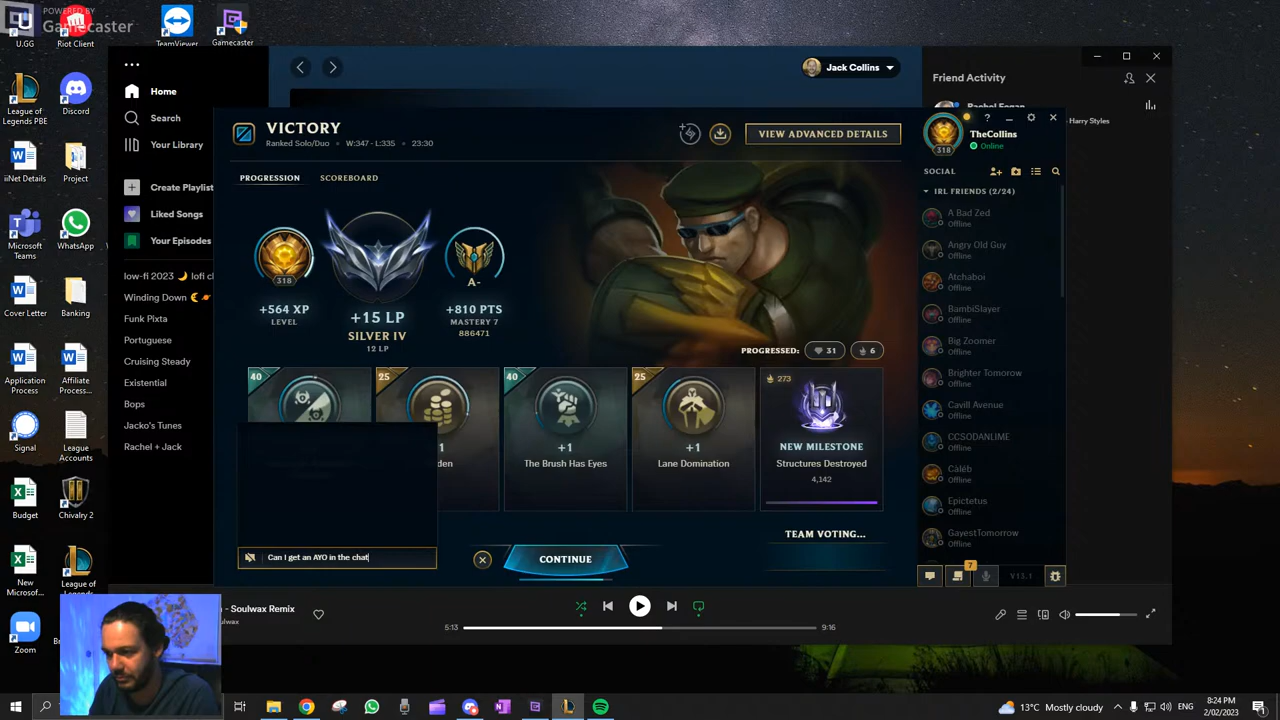 POWERED BY
Gamecaster
U.GG
Riot Client
TeamViewer
Gamecaster
League of
Legends PBE
Discord
iiNet Details
Project
Microsoft
Teams
WhatsApp
Cover Letter
Banking
Application
Process
Affiliate
Process
Signal
League
Accounts
Budget
Chivalry 2
New
Microsof...
League of
Legends
Zoom
Home
Search
Your Library
Create Playlist
Liked Songs
Your Episodes
low-fi 2023
lofi
Winding Down
Funk Pixta
Portuguese
Cruising Steady
Existential
Bops
Jacko's Tunes
Rachel + Jack
Jack Collins
Friend Activity
Harry Styles
VICTORY
Ranked Solo/Duo • W:347 - L:335 • 23:30
VIEW ADVANCED DETAILS
PROGRESSION
SCOREBOARD
318
+564 XP
LEVEL
+15 LP
SILVER IV
12 LP
A-
+810 PTS
MASTERY 7
886471
PROGRESSED:
31
6
40
25
40
+1
The Brush Has Eyes
25
+1
Lane Domination
273
NEW MILESTONE
Structures Destroyed
4,142
TEAM VOTING...
Can I get an AYO in the chat
CONTINUE
318
TheCollins
Online
SOCIAL
IRL FRIENDS (2/24)
A Bad Zed
Offline
Angry Old Guy
Offline
Atchaboi
Offline
BambiSlayer
Offline
Big Zoomer
Offline
Brighter Tomorow
Offline
Cavill Avenue
Offline
CCSODANLIME
Offline
Càlëb
Offline
Epictetus
Offline
GayestTomorrow
Offline
7
V13.1
- Soulwax Remix
5:13
9:16
13°C Mostly cloudy
8:24 PM
2/02/2023
1